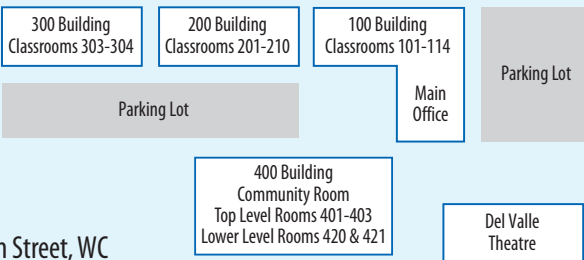 300 Building
Classrooms 303-304
200 Building
Classrooms 201-210
100 Building
Classrooms 101-114
Main
Office
Parking Lot
Parking Lot
400 Building
Community Room
Top Level Rooms 401-403
Lower Level Rooms 420 & 421
Del Valle
Theatre
Street, WC